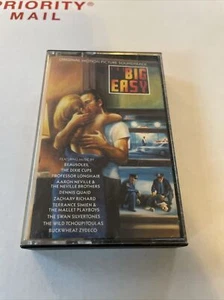 PRIORITY®
MAIL
ORIGINAL MOTION PICTURE SOUNDTRACK
THE
BIG
EASY
FEATURING MUSIC BY
BEAUSOLEIL
THE DIXIE CUPS
PROFESSOR LONGHAIR
AARON NEVILLE &
THE NEVILLE BROTHERS
DENNIS QUAID
ZACHARY RICHARD
TERRANCE SIMIEN &
THE MALLET PLAYBOYS
THE SWAN SILVERTONES
THE WILD TCHOUPITOULAS
BUCKWHEAT ZYDECO